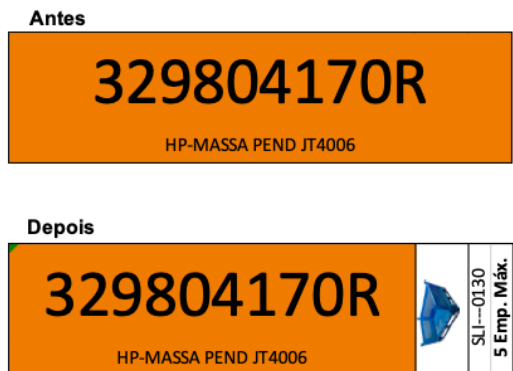 Antes
329804170R
HP-MASSA PEND JT4006
Depois
329804170R
HP-MASSA PEND JT4006
SLI---0130
5 Emp. Máx.